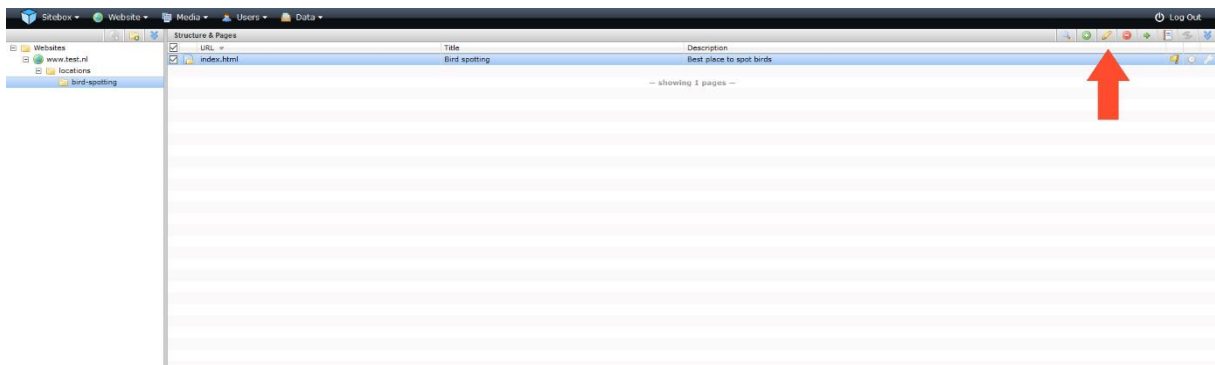 Sitebox Website Media Users Data Log Out
Structure & Pages
Websites
www.test.nl
locations
bird-spotting
URL Title Description
index.html Bird spotting Best place to spot birds
— showing 1 pages —